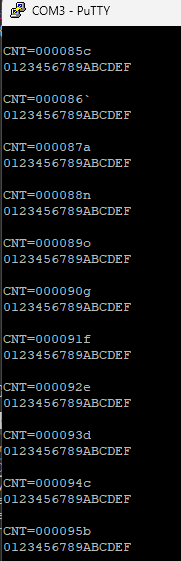 COM3 - PuTTY
CNT=000085c
0123456789ABCDEF
CNT=000086`
0123456789ABCDEF
CNT=000087a
0123456789ABCDEF
CNT=000088n
0123456789ABCDEF
CNT=000089o
0123456789ABCDEF
CNT=000090g
0123456789ABCDEF
CNT=000091f
0123456789ABCDEF
CNT=000092e
0123456789ABCDEF
CNT=000093d
0123456789ABCDEF
CNT=000094c
0123456789ABCDEF
CNT=000095b
0123456789ABCDEF